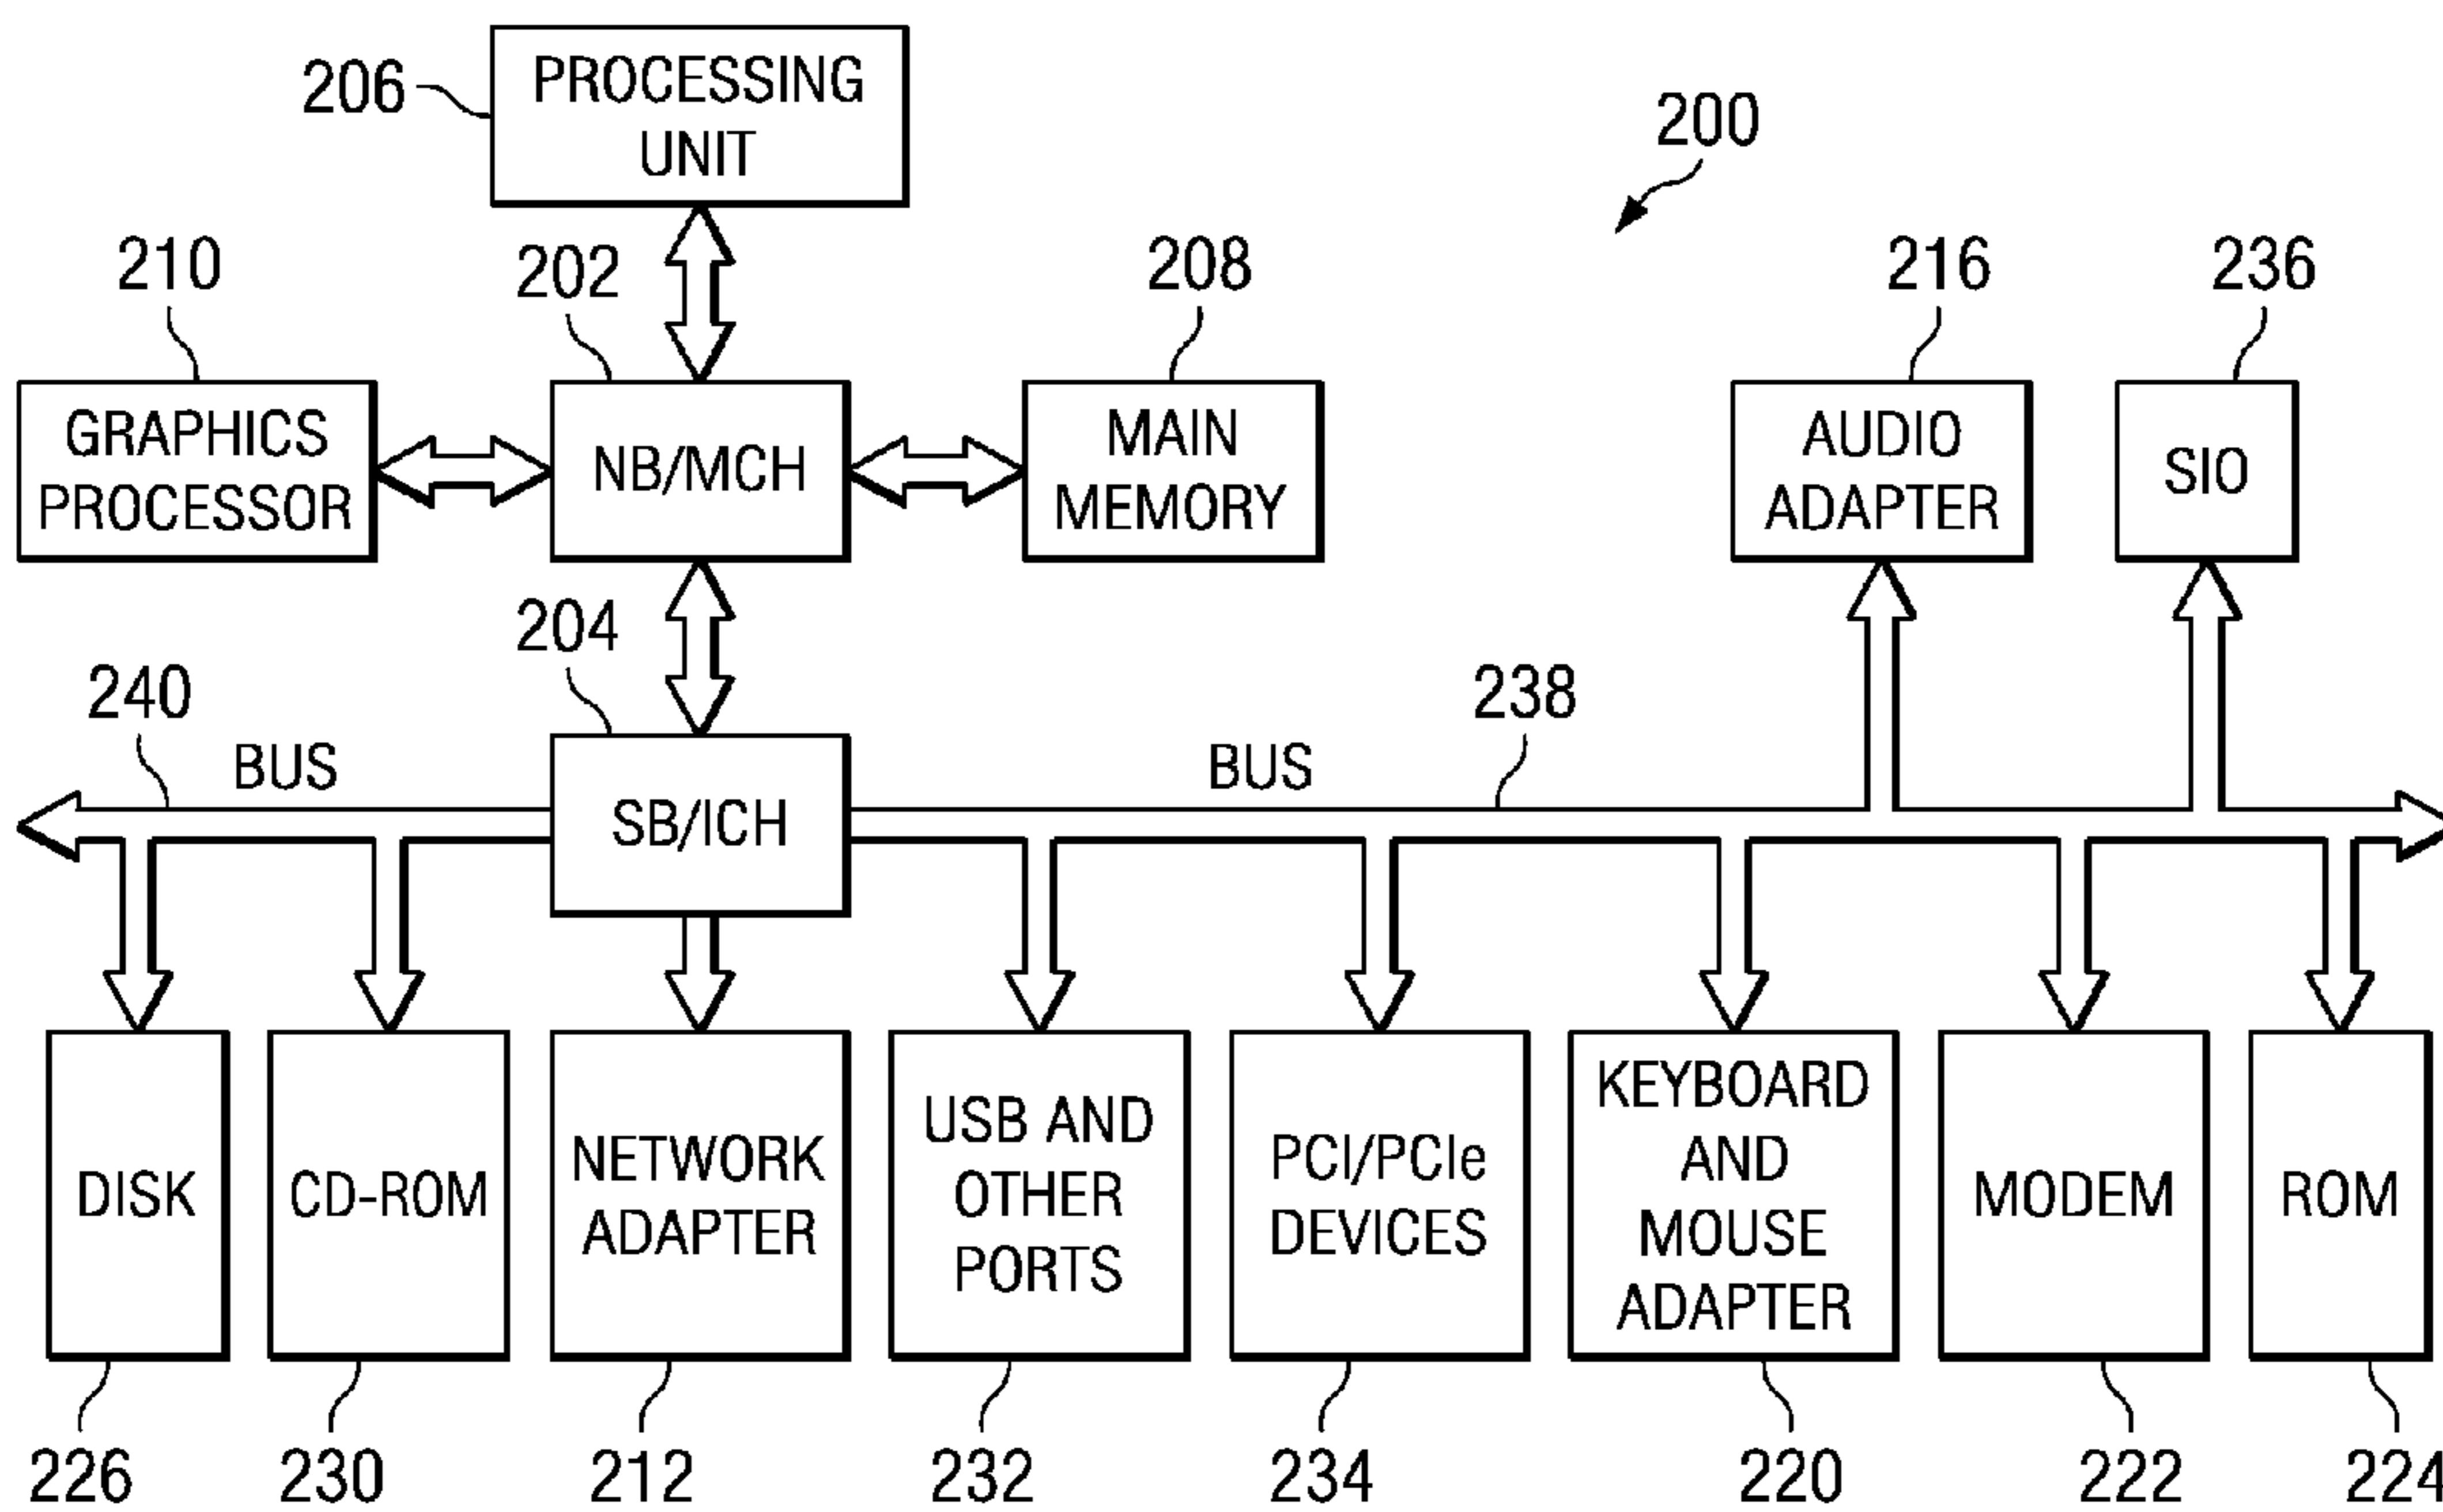 206
PROCESSING
UNIT
200
210
202
208
216
236
GRAPHICS
PROCESSOR
NB/MCH
MAIN
MEMORY
AUDIO
ADAPTER
SIO
204
240
BUS
238
BUS
SB/ICH
DISK
CD-ROM
NETWORK
ADAPTER
USB AND
OTHER
PORTS
PCI/PCIe
DEVICES
KEYBOARD
AND
MOUSE
ADAPTER
MODEM
ROM
226
230
212
232
234
220
222
224